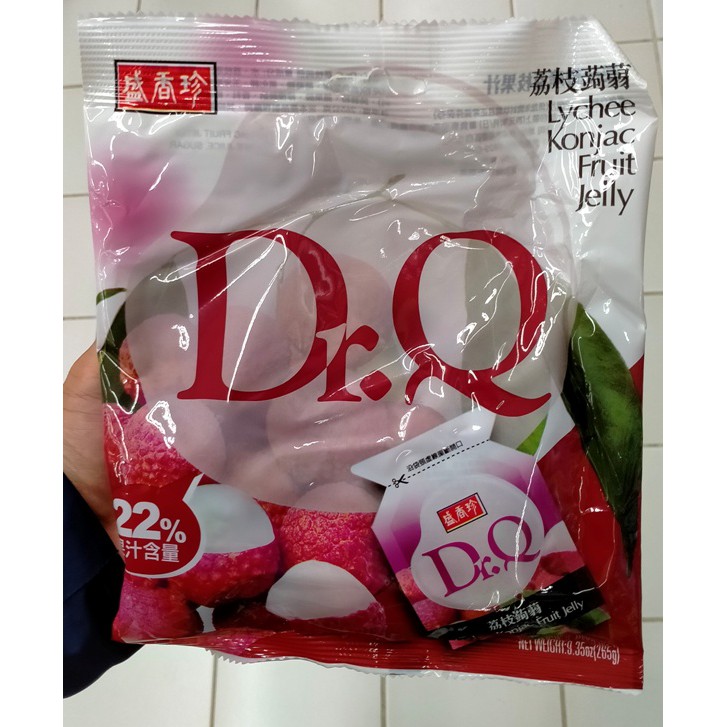 盛香珍
荔枝蒟蒻
Lychee
Konjac
Fruit
Jelly
Dr.Q
22%
果汁含量
盛香珍
Dr.Q
荔枝蒟蒻
Konjac Fruit Jelly
NET WEIGHT:9.35oz(265g)